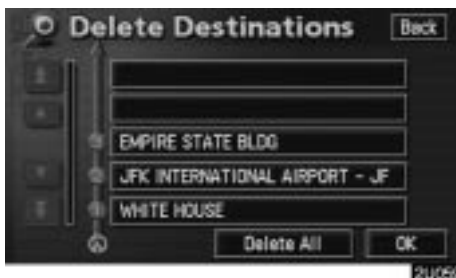 Delete Destinations Back
EMPIRE STATE BLDG
JFK INTERNATIONAL AIRPORT - JF
WHITE HOUSE
Delete All OK